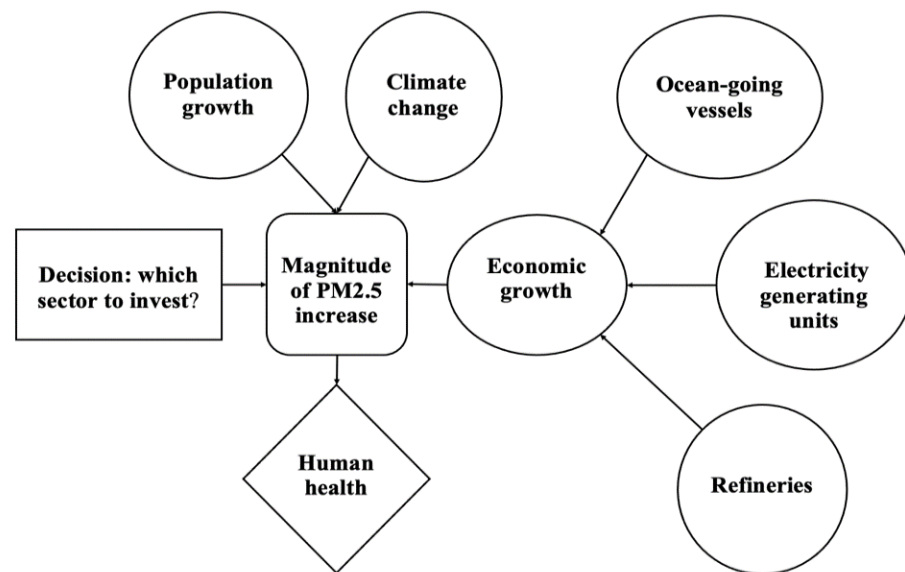 Population
growth
Climate
change
Ocean-going
vessels
Decision: which
sector to invest?
Magnitude
of PM2.5
increase
Economic
growth
Electricity
generating
units
Human
health
Refineries